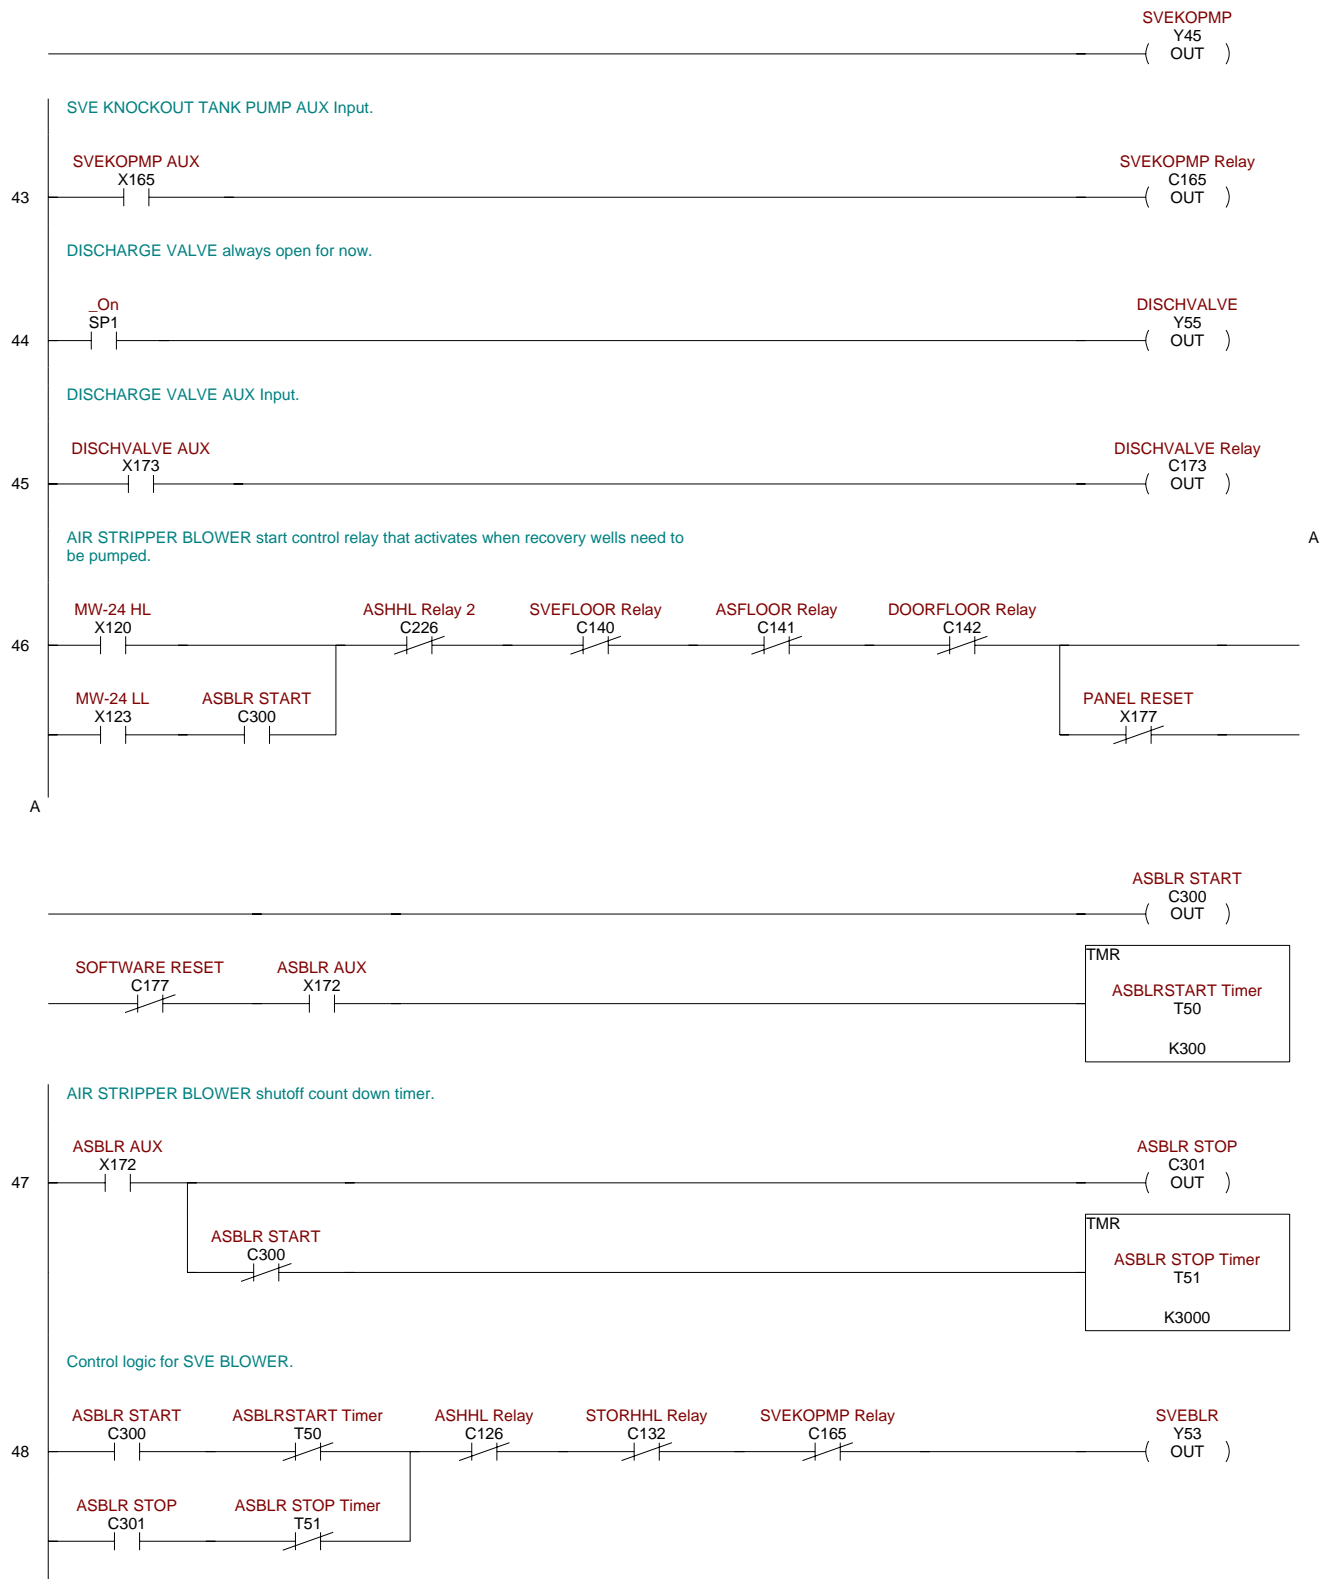 SVEKOPMP
Y45
( OUT )
SVE KNOCKOUT TANK PUMP AUX Input.
SVEKOPMP AUX
X165
SVEKOPMP Relay
C165
43
( OUT )
DISCHARGE VALVE always open for now.
_On
SP1
DISCHVALVE
Y55
44
( OUT )
DISCHARGE VALVE AUX Input.
DISCHVALVE AUX
X173
DISCHVALVE Relay
C173
45
( OUT )
AIR STRIPPER BLOWER start control relay that activates when recovery wells need to
be pumped.
A
MW-24 HL
X120
ASHHL Relay 2
C226
SVEFLOOR Relay
C140
ASFLOOR Relay
C141
DOORFLOOR Relay
C142
46
MW-24 LL
X123
ASBLR START
C300
PANEL RESET
X177
A
ASBLR START
C300
( OUT )
SOFTWARE RESET
C177
ASBLR AUX
X172
TMR
ASBLRSTART Timer
T50
K300
AIR STRIPPER BLOWER shutoff count down timer.
ASBLR AUX
X172
ASBLR STOP
C301
47
( OUT )
ASBLR START
C300
TMR
ASBLR STOP Timer
T51
K3000
Control logic for SVE BLOWER.
ASBLR START
C300
ASBLRSTART Timer
T50
ASHHL Relay
C126
STORHHL Relay
C132
SVEKOPMP Relay
C165
SVEBLR
Y53
48
( OUT )
ASBLR STOP
C301
ASBLR STOP Timer
T51